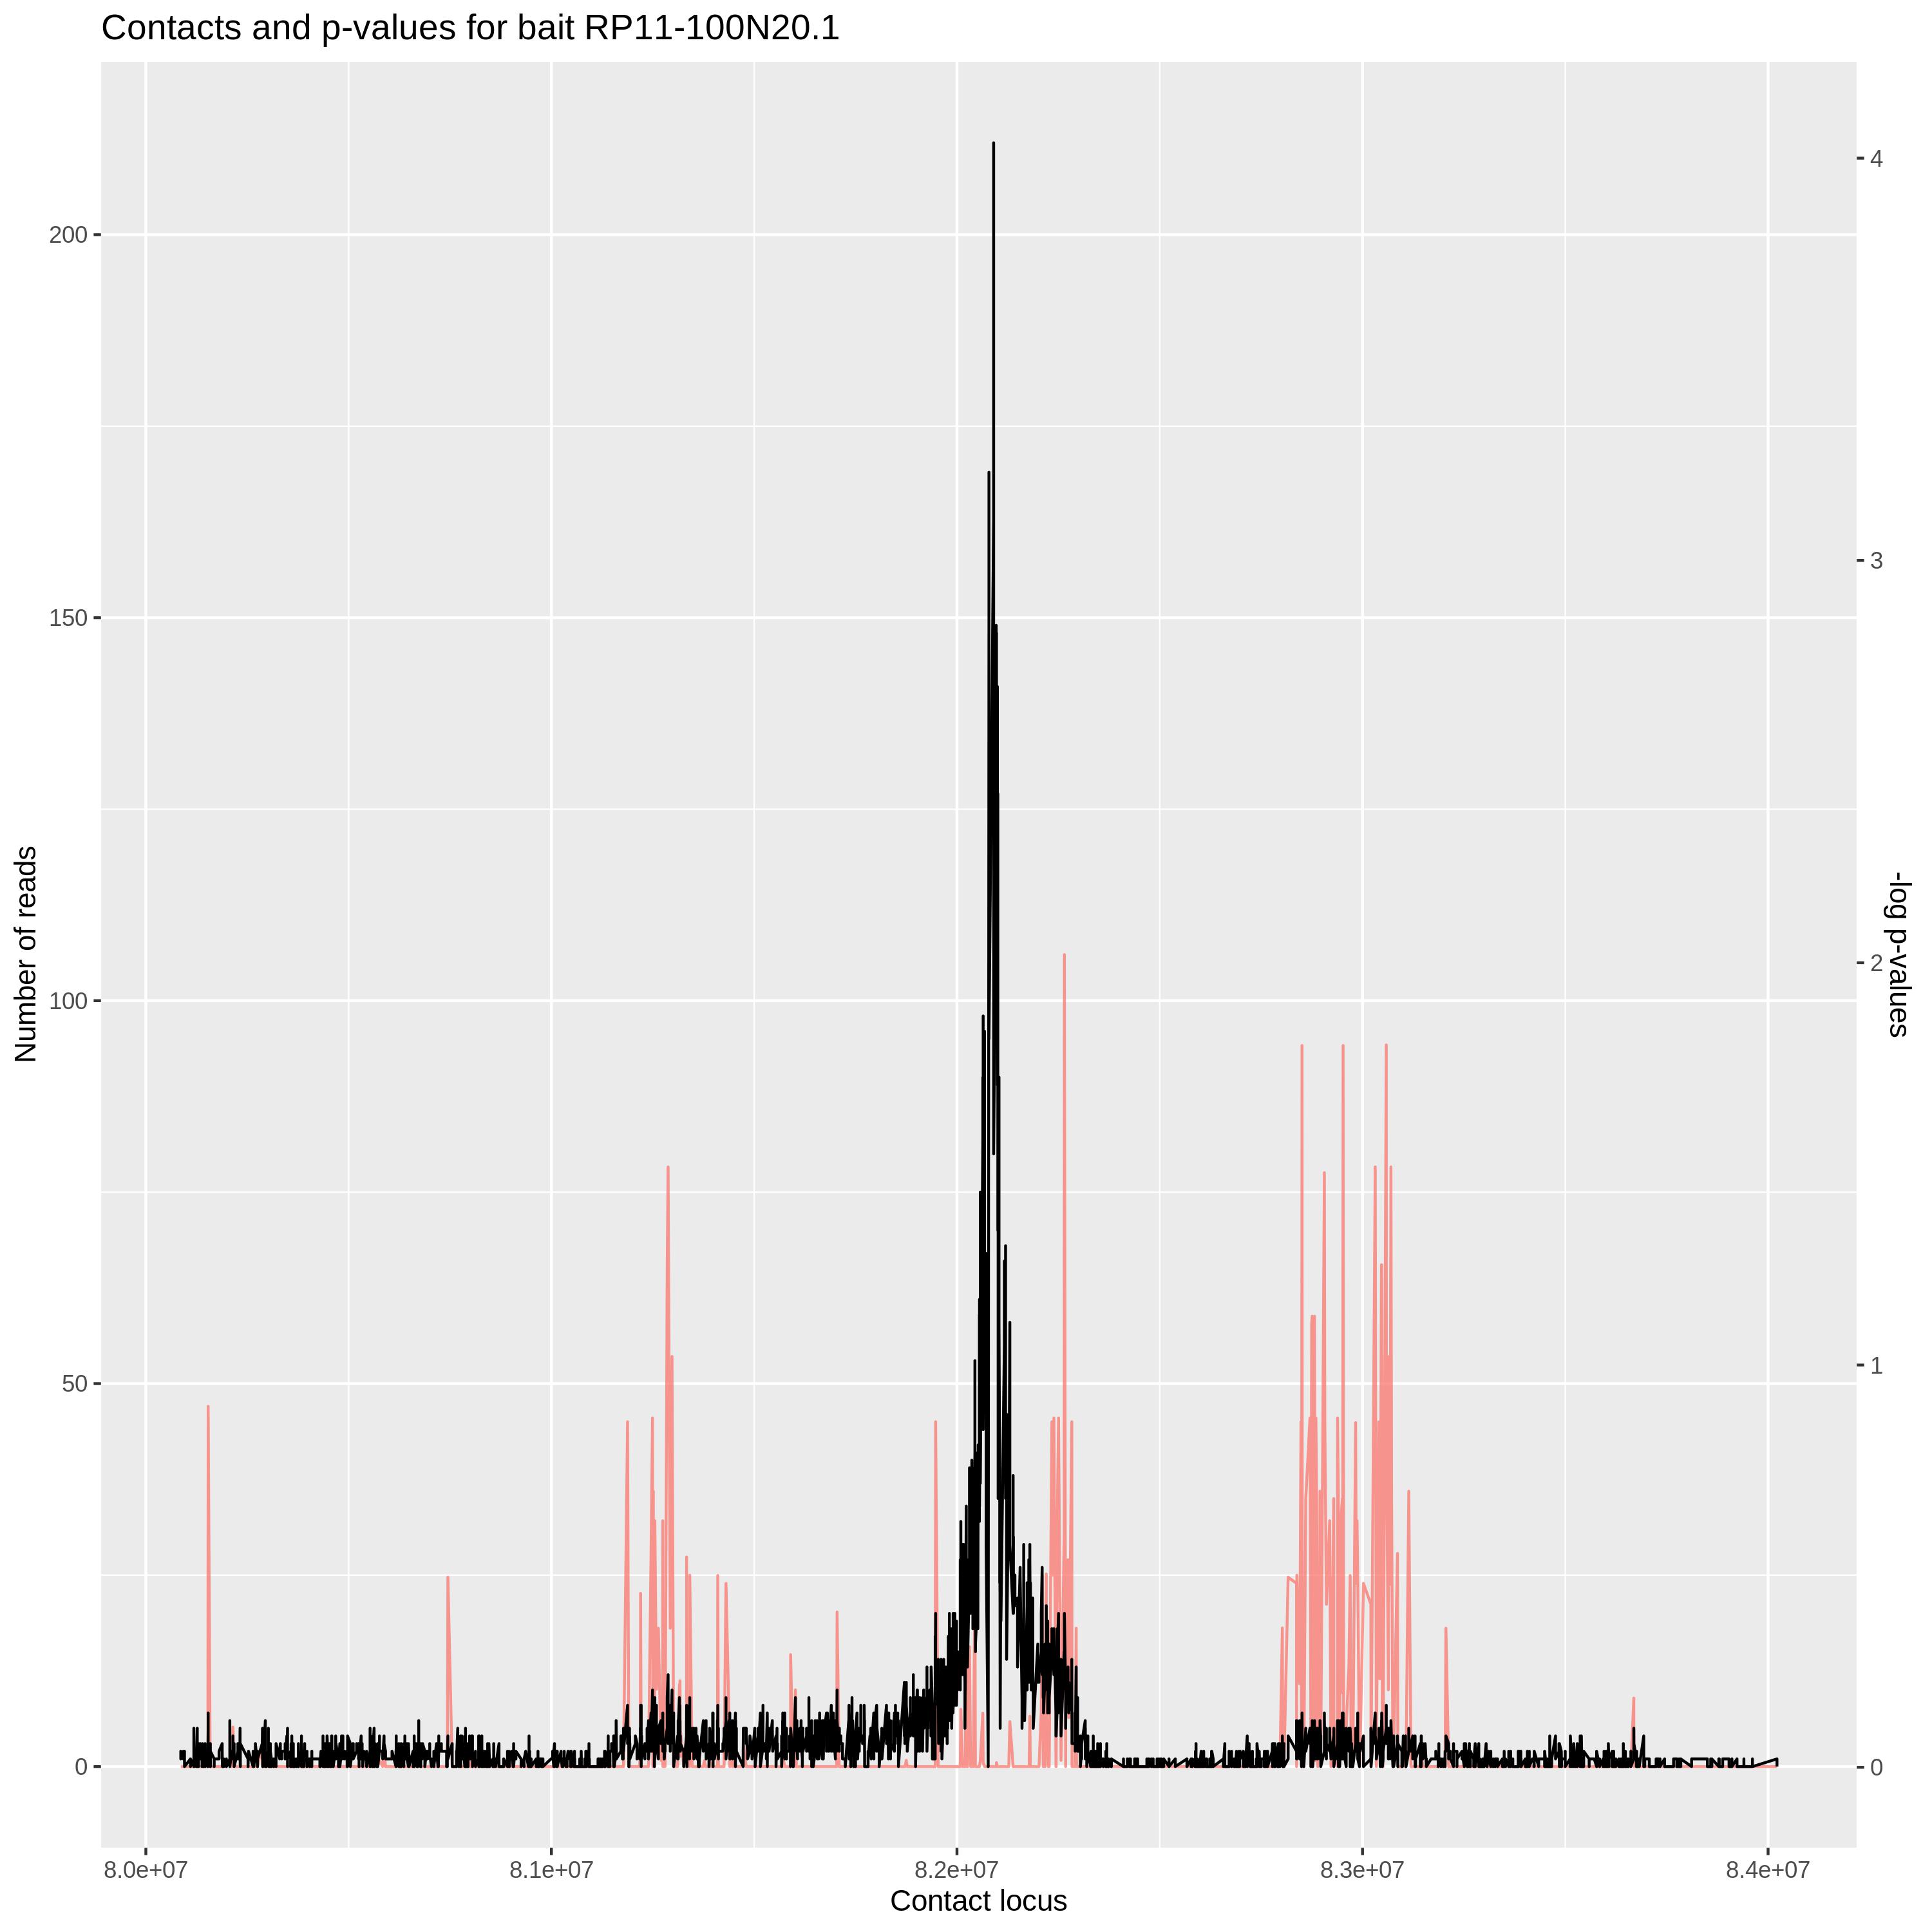 Contacts and p-values for bait RP11-100N20.1
200
150
100
50
0
Number of reads
4
3
2
1
0
-log p-values
8.0e+07 8.1e+07 8.2e+07 8.3e+07 8.4e+07
Contact locus